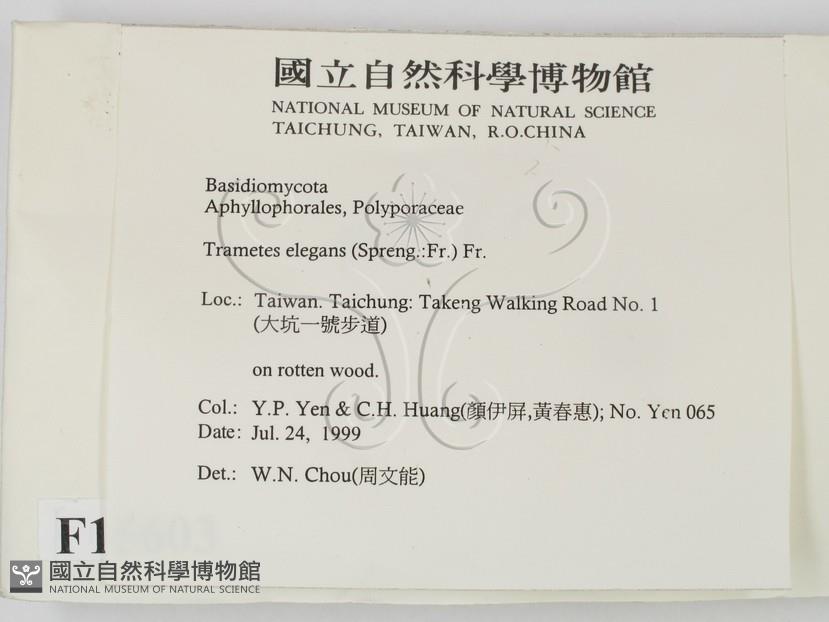 國立自然科學博物館
NATIONAL MUSEUM OF NATURAL SCIENCE
TAICHUNG, TAIWAN, R.O.CHINA
Basidiomycota
Aphyllophorales, Polyporaceae
Trametes elegans (Spreng.:Fr.) Fr.
Loc.: Taiwan. Taichung: Takeng Walking Road No. 1
(大坑一號步道)
on rotten wood.
Col.: Y.P. Yen & C.H. Huang(顏伊屏,黃春惠); No. Yen 065
Date: Jul. 24, 1999
Det.: W.N. Chou(周文能)
F1
國立自然科學博物館
NATIONAL MUSEUM OF NATURAL SCIENCE